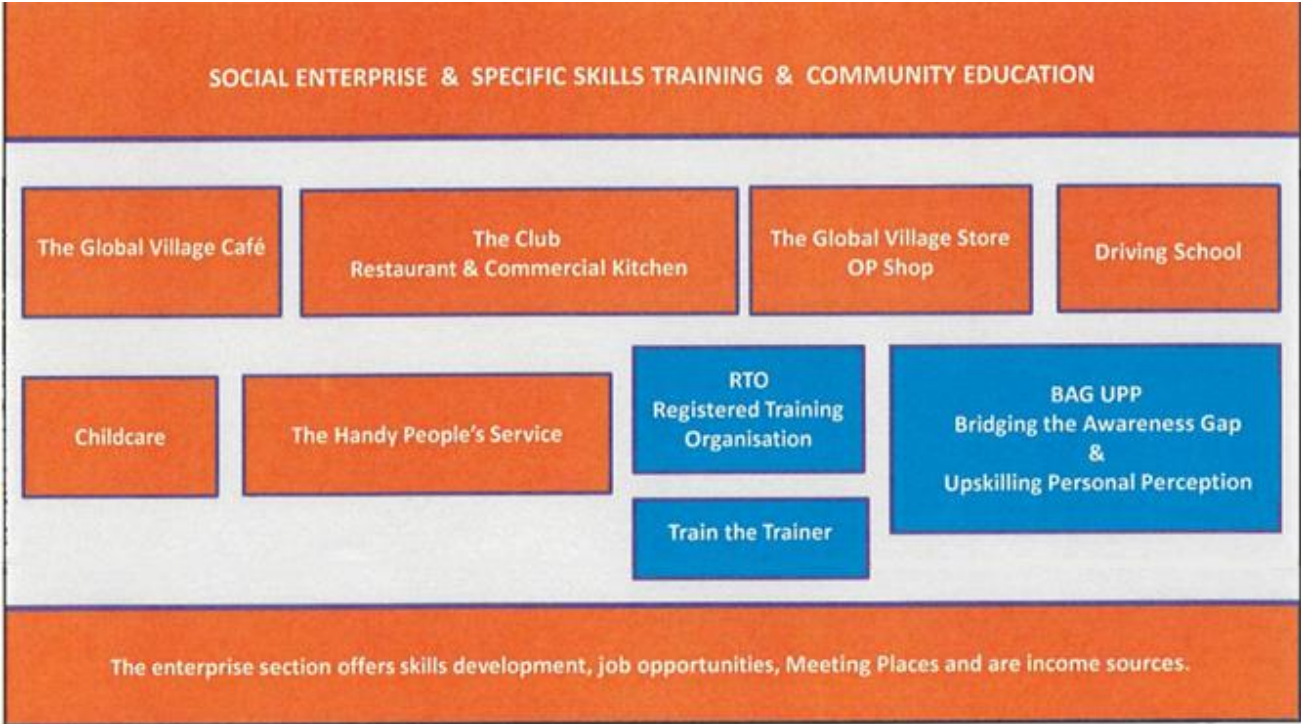 SOCIAL ENTERPRISE & SPECIFIC SKILLS TRAINING & COMMUNITY EDUCATION
The Global Village Café
The Club
Restaurant & Commercial Kitchen
The Global Village Store
OP Shop
Driving School
Childcare
The Handy People's Service
RTO
Registered Training
Organisation
BAG UPP
Bridging the Awareness Gap
&
Upskilling Personal Perception
Train the Trainer
The enterprise section offers skills development, job opportunities, Meeting Places and are income sources.